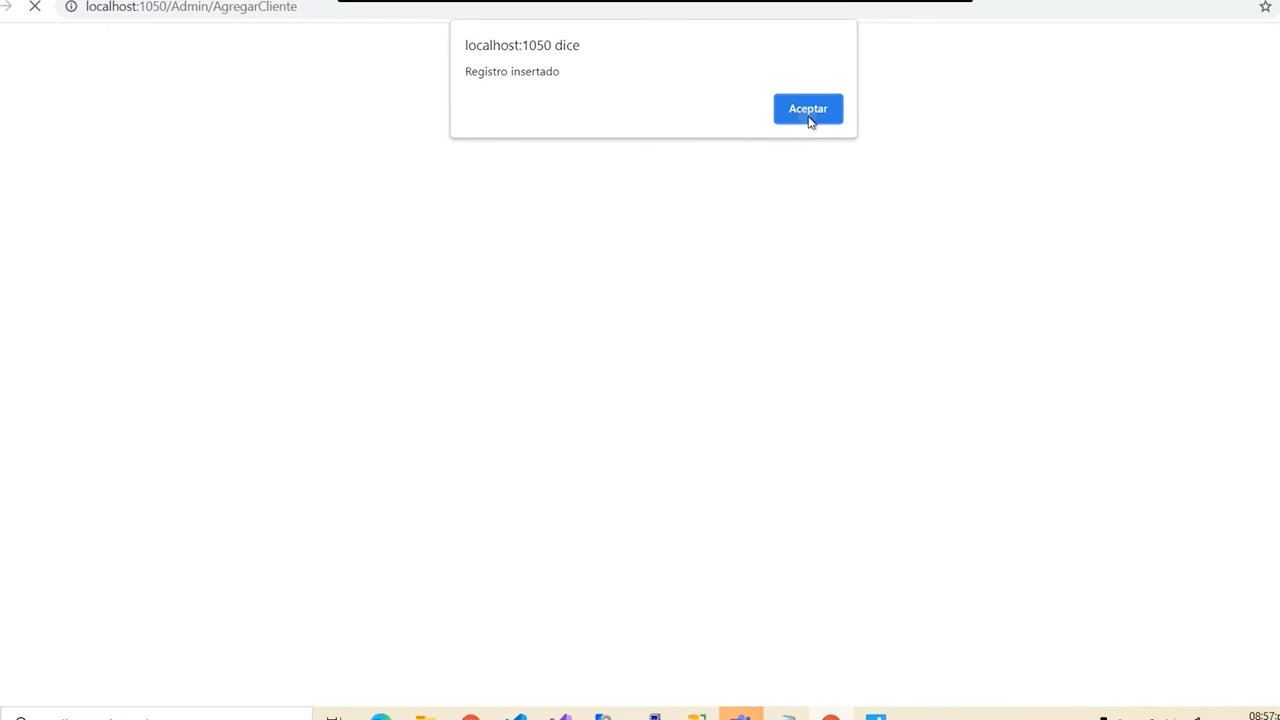 localhost:1050/Admin/AgregarCliente
localhost:1050 dice
Registro insertado
Aceptar
08:57